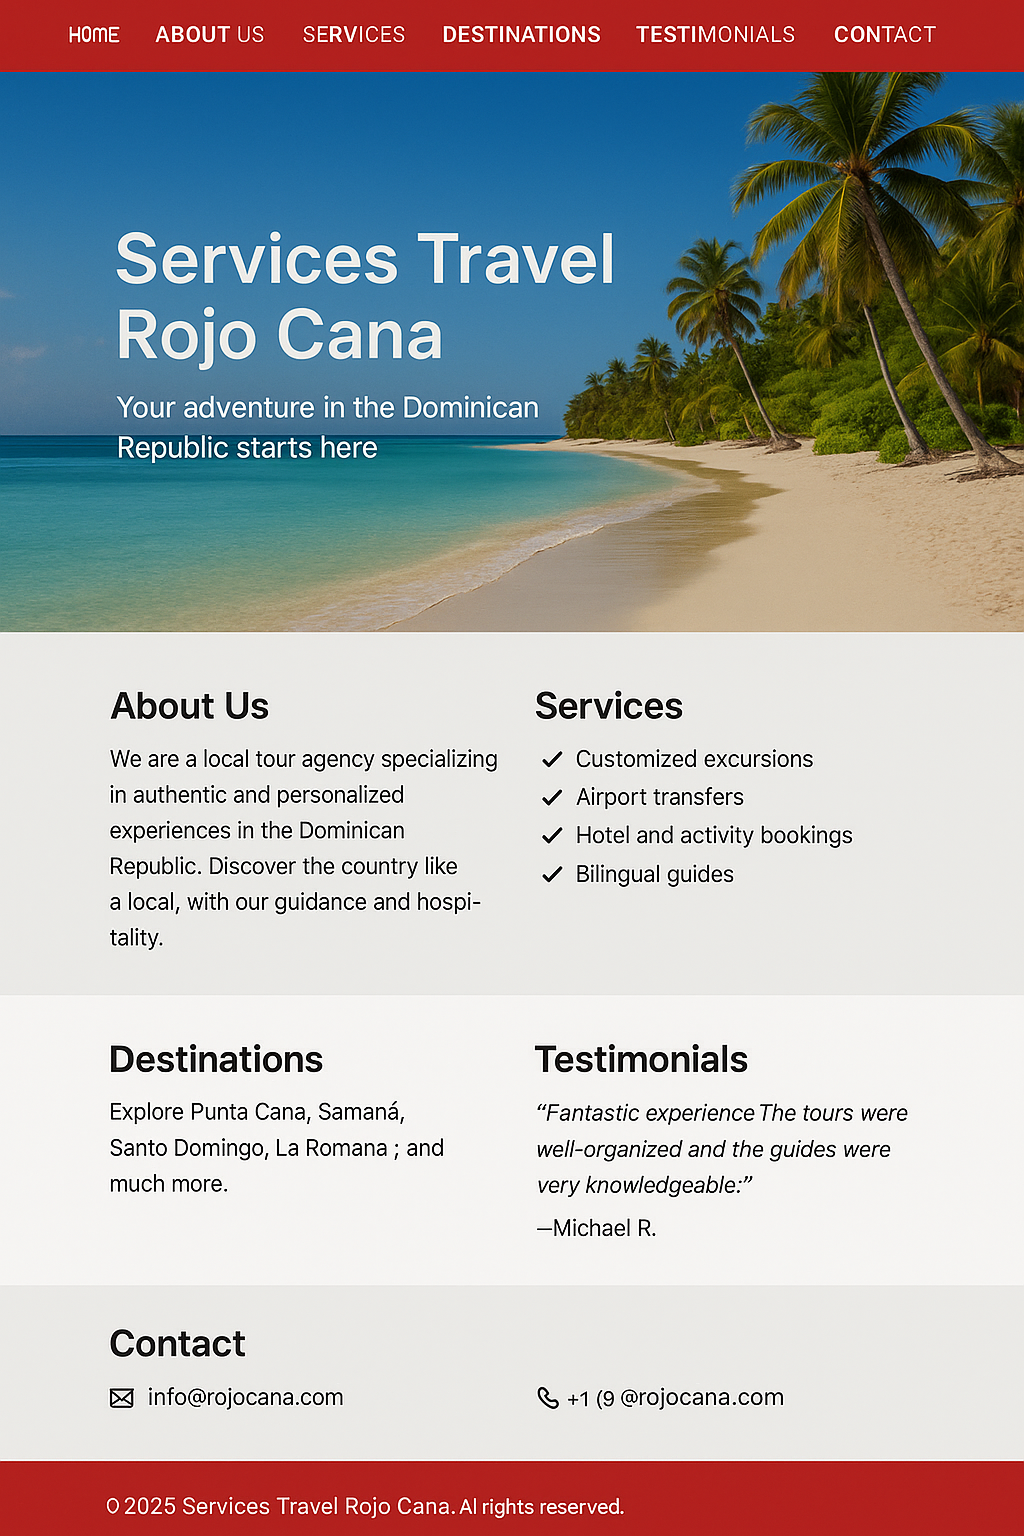 HOME ABOUT US SERVICES DESTINATIONS TESTIMONIALS CONTACT
Services Travel
Rojo Cana
Your adventure in the Dominican
Republic starts here
About Us
We are a local tour agency specializing
in authentic and personalized
experiences in the Dominican
Republic. Discover the country like
a local, with our guidance and hospi-
tality.
Services
✓ Customized excursions
✓ Airport transfers
✓ Hotel and activity bookings
✓ Bilingual guides
Destinations
Explore Punta Cana, Samaná,
Santo Domingo, La Romana ; and
much more.
Testimonials
“Fantastic experience The tours were
well-organized and the guides were
very knowledgeable:”
—Michael R.
Contact
info@rojocana.com
+1 (9 @rojocana.com
O 2025 Services Travel Rojo Cana. Al rights reserved.